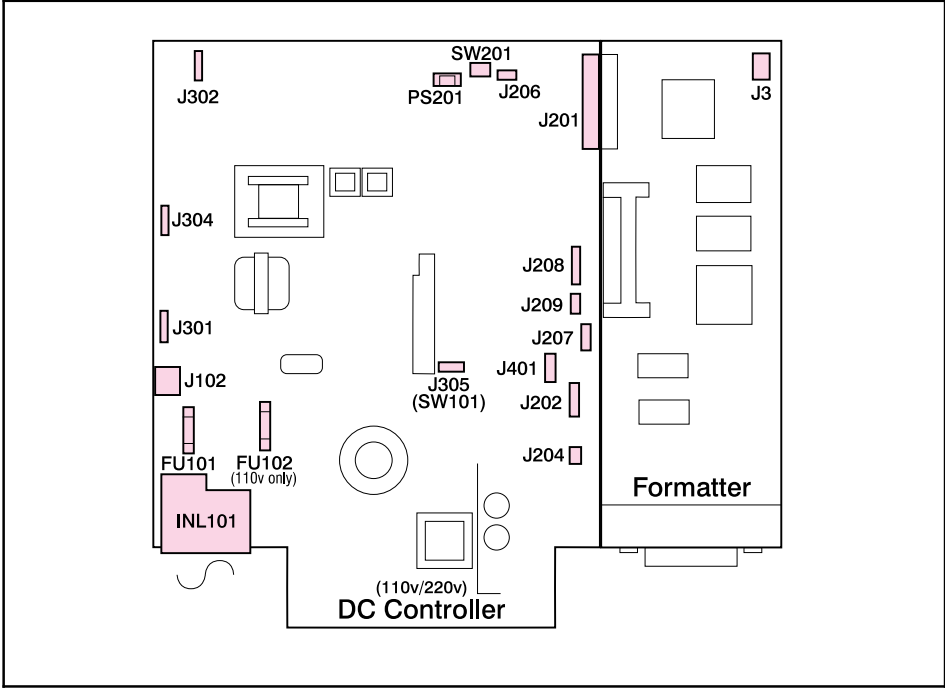 SW201
J302
PS201
J206
J3
J201
J304
J208
J209
J301
J207
J401
J102
J305
(SW101)
J202
J204
FU101
FU102
(110v only)
Formatter
INL101
(110v/220v)
DC Controller